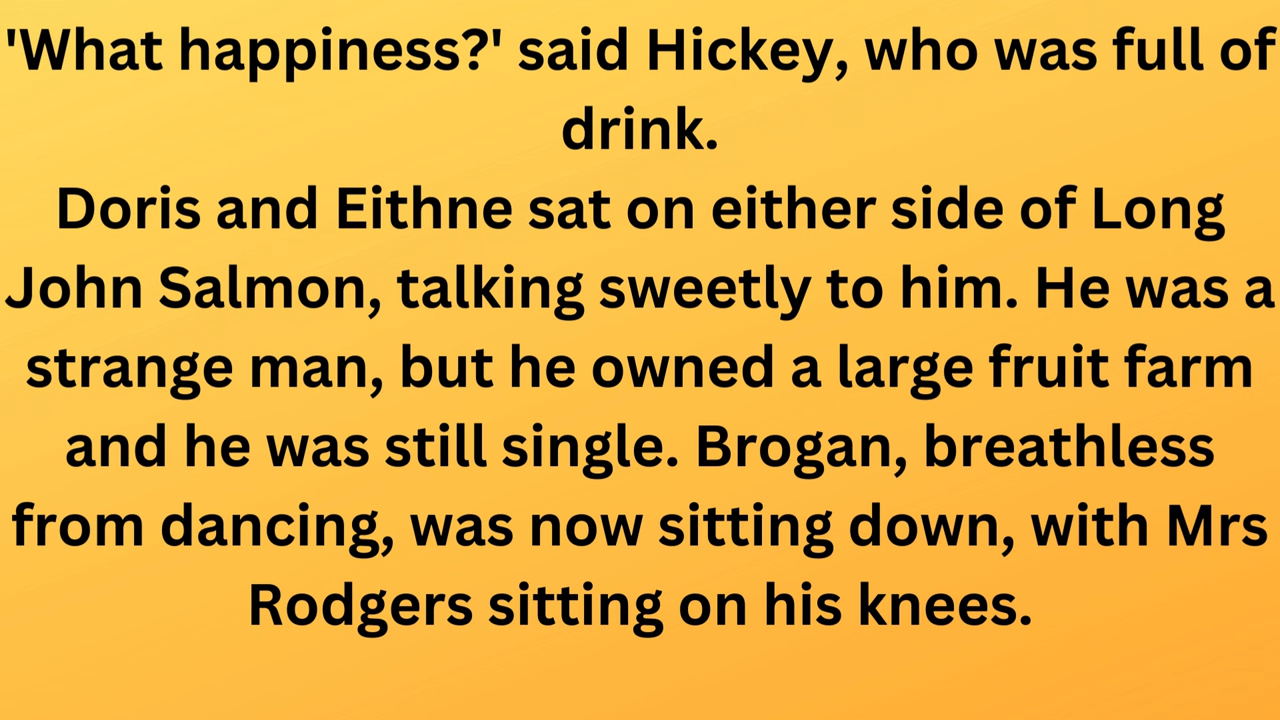 'What happiness?' said Hickey, who was full of
drink.
Doris and Eithne sat on either side of Long
John Salmon, talking sweetly to him. He was a
strange man, but he owned a large fruit farm
and he was still single. Brogan, breathless
from dancing, was now sitting down, with Mrs
Rodgers sitting on his knees.